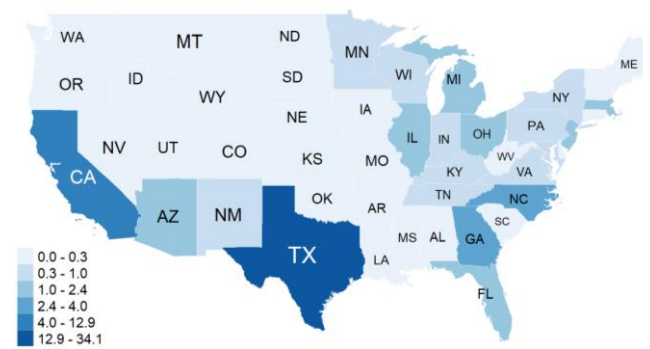 WA
MT
ND
MN
ME
OR
ID
SD
WI
MI
NY
WY
IA
PA
NE
NV
UT
CO
IL
IN
OH
WV
VA
KS
MO
KY
CA
TN
NC
OK
AZ
NM
AR
SC
MS
AL
GA
TX
LA
FL
0.0 - 0.3
0.3 - 1.0
1.0 - 2.4
2.4 - 4.0
4.0 - 12.9
12.9 - 34.1